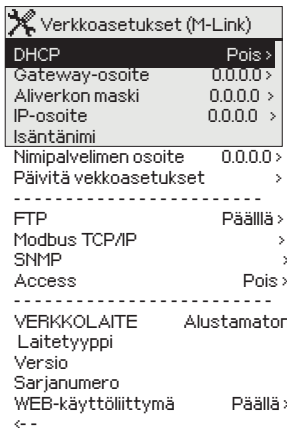 Verkkoasetukset (M-Link)
DHCP Pois >
Gateway-osoite 0.0.0.0 >
Aliverkon maski 0.0.0.0 >
IP-osoite 0.0.0.0 >
Isäntänimi
Nimipalvelimen osoite 0.0.0.0 >
Päivitä vekkoasetukset >
- - - - - - - - - - - - - - - - - - - - - - - -
FTP Päälllä >
Modbus TCP/IP >
SNMP >
Access Pois >
- - - - - - - - - - - - - - - - - - - - - - - - -
VERKKOLAITE Alustamaton
Laitetyyppi
Versio
Sarjanumero
WEB-käyttöliittymä Päällä >
<- -